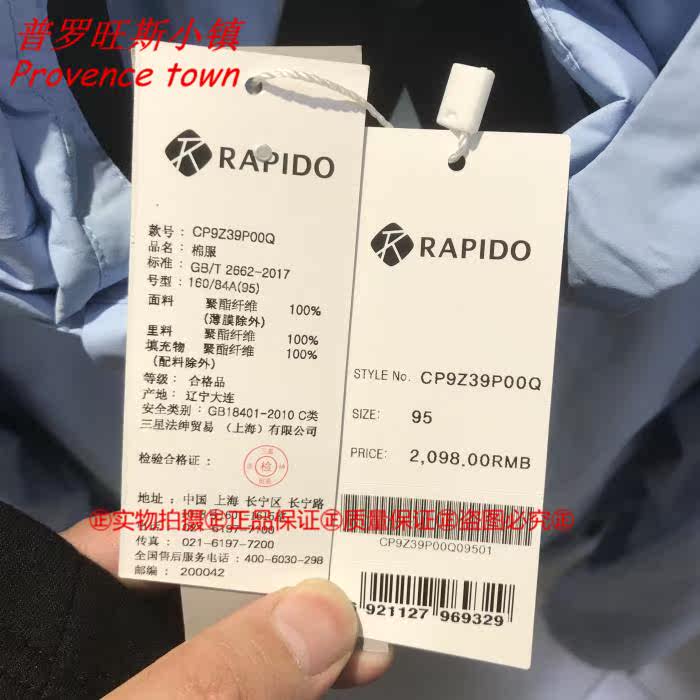 普罗旺斯小镇
Provence town
RAPIDO
款号：CP9Z39P00Q
品名：棉服
标准：GB/T 2662-2017
号型：160/84A(95)
面料 聚酯纤维 100%
(薄膜除外)
里料 聚酯纤维 100%
填充物 聚酯纤维 100%
(配料除外)
等级：合格品
产地：辽宁大连
安全类别：GB18401-2010 C类
三星法绅贸易（上海）有限公司
检验合格证：
检
地址：中国 上海 长宁区 长宁路
传真：021-6197-7200
全国售后服务电话：400-6030-298
邮编：200042
RAPIDO
STYLE No. CP9Z39P00Q
SIZE: 95
PRICE: 2,098.00RMB
CP9Z39P00Q09501
921127 969329
㊣实物拍摄㊣正品保证㊣质量保证㊣盗图必究㊣